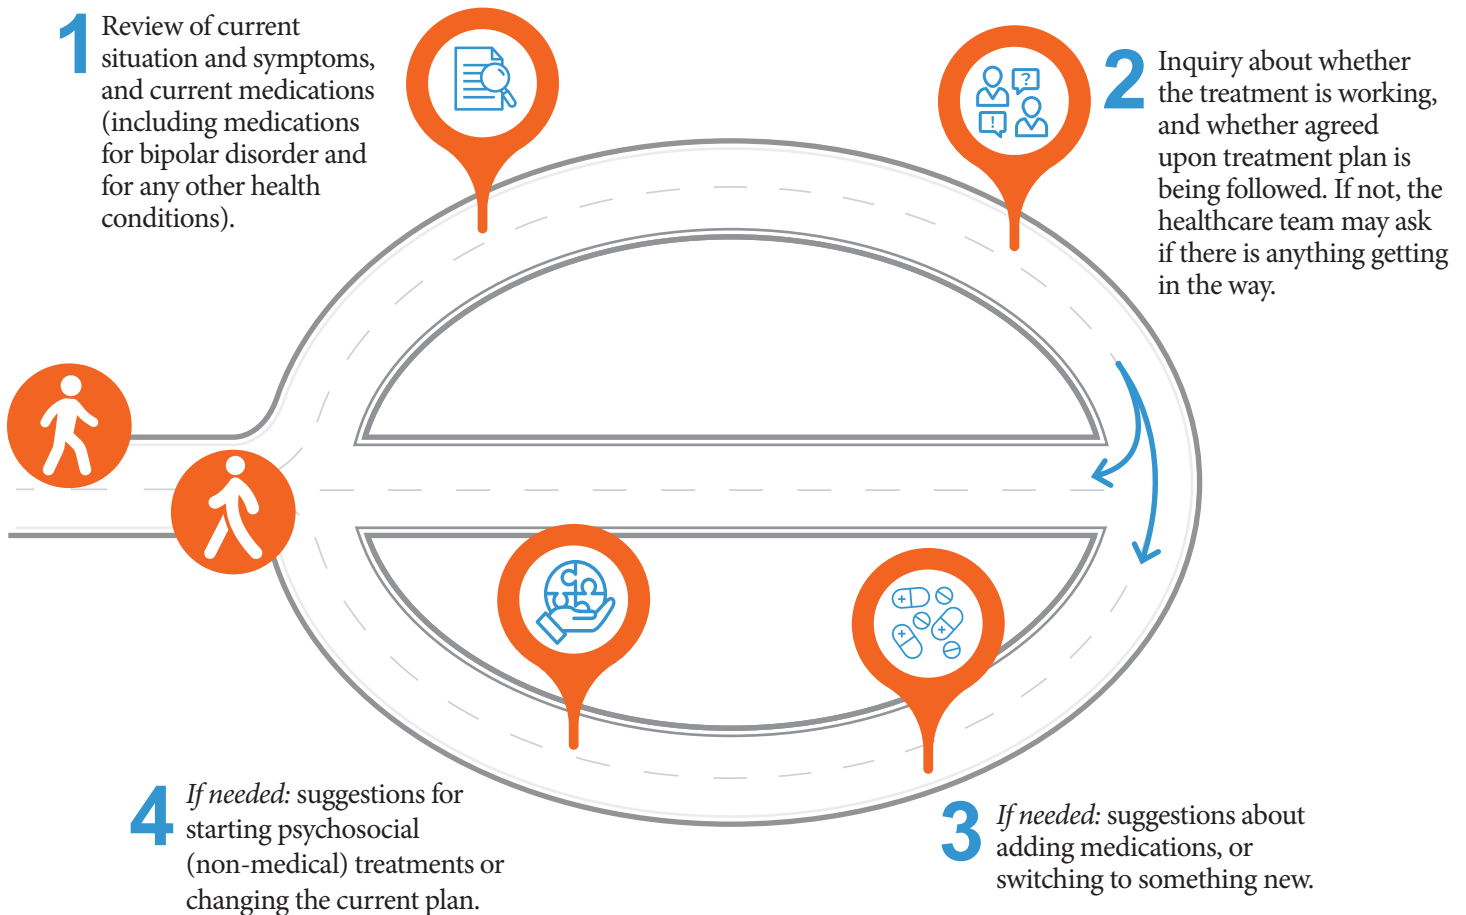 1
Review of current
situation and symptoms,
and current medications
(including medications
for bipolar disorder and
for any other health
conditions).
2
Inquiry about whether
the treatment is working,
and whether agreed
upon treatment plan is
being followed. If not, the
healthcare team may ask
if there is anything getting
in the way.
?
!
4
If needed: suggestions for
starting psychosocial
(non-medical) treatments or
changing the current plan.
3
If needed: suggestions about
adding medications, or
switching to something new.